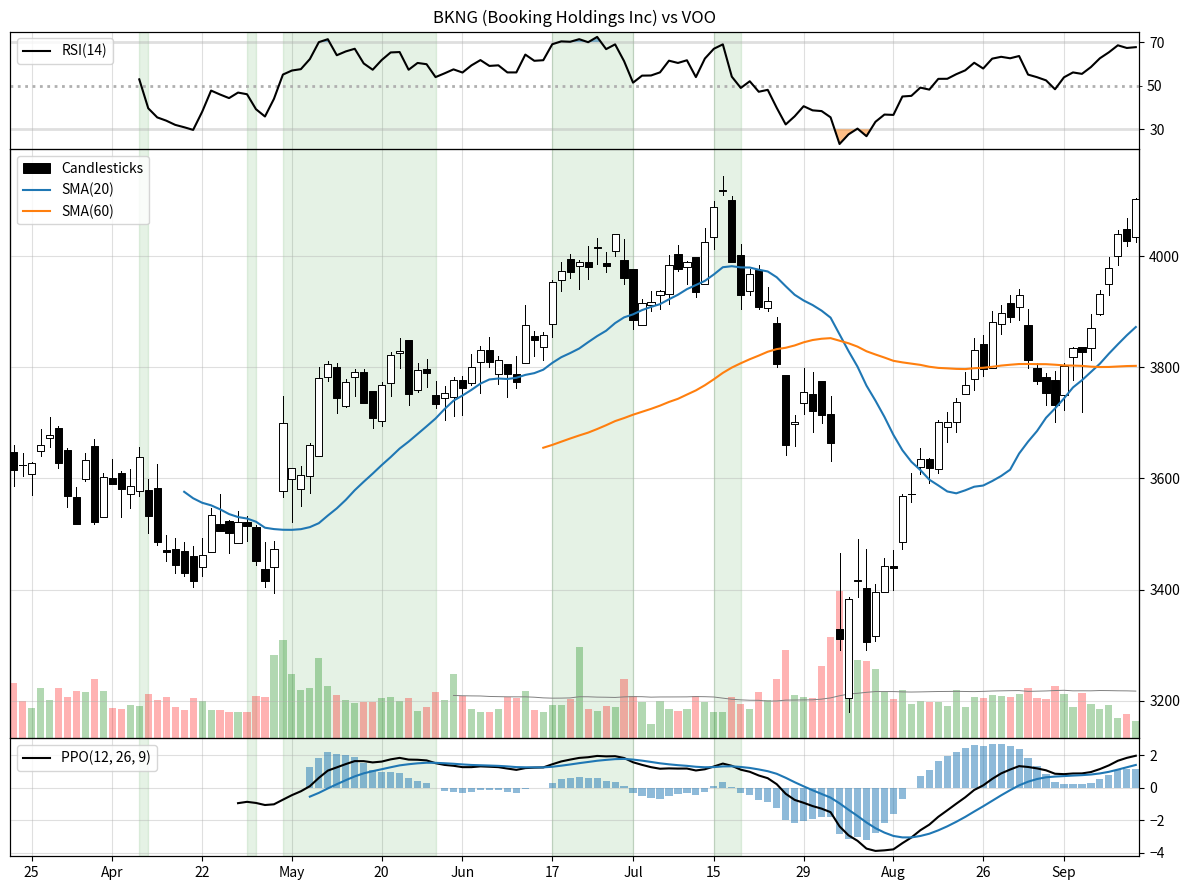 BKNG (Booking Holdings Inc) vs VOO
RSI(14)
70
50
30
Candlesticks
SMA(20)
SMA(60)
4000
3800
3600
3400
3200
PPO(12, 26, 9)
2
0
−2
−4
25 Apr 22 May 20 Jun 17 Jul 15 29 Aug 26 Sep